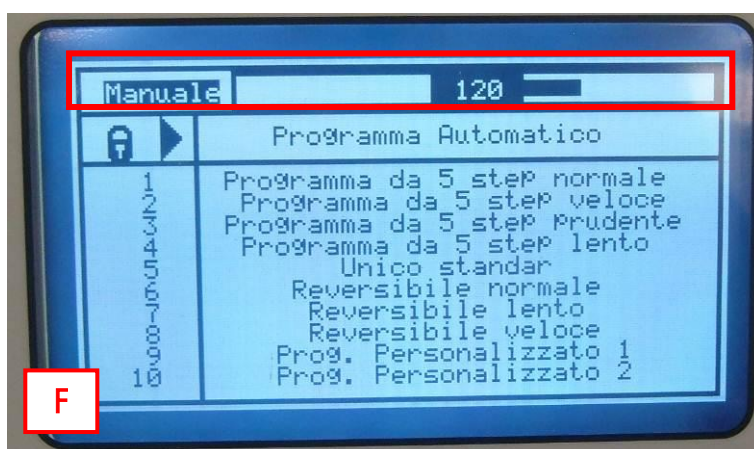 Manuale 120
Programma Automatico
1 Programma da 5 step normale
2 Programma da 5 step veloce
3 Programma da 5 step prudente
4 Programma da 5 step lento
5 Unico standar
6 Reversibile normale
7 Reversibile lento
8 Reversibile veloce
9 Prog. Personalizzato 1
10 Prog. Personalizzato 2
F